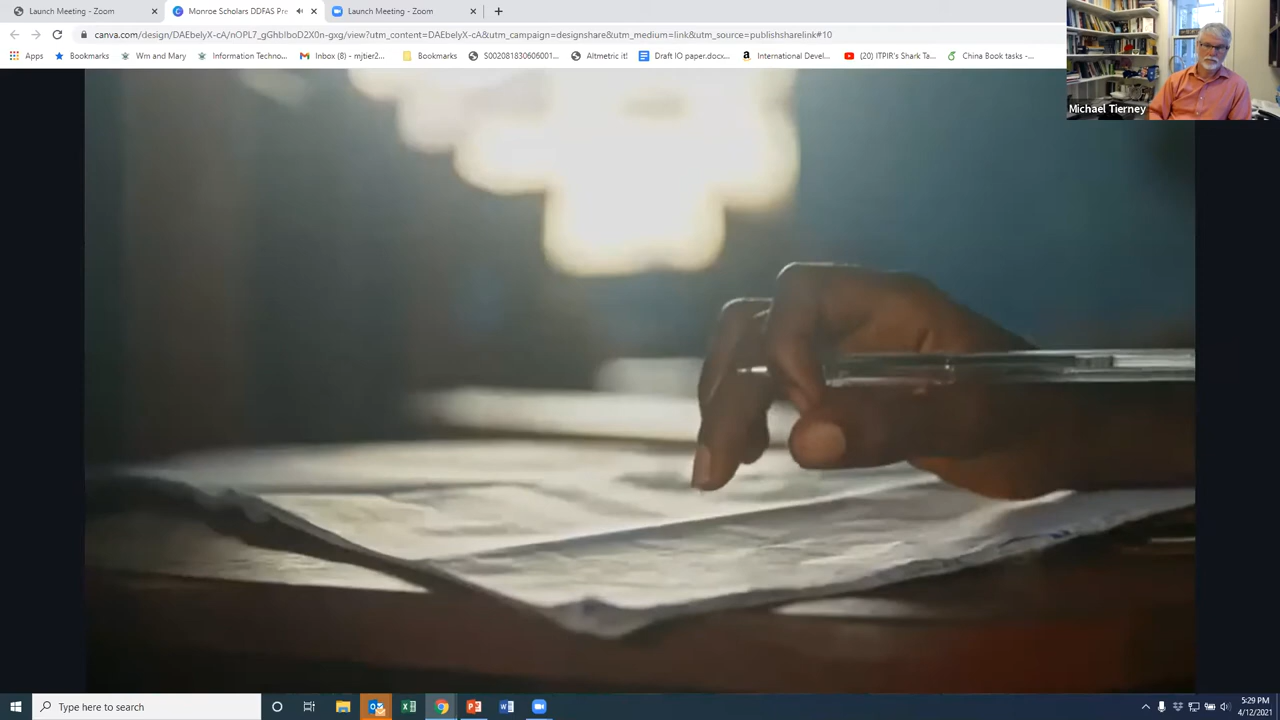 Launch Meeting - Zoom
Monroe Scholars DDFAS Pre
Launch Meeting - Zoom
canva.com/design/DAEbelyX-cA/nOPL7_gGhbIboD2X0n-gxg/view?utm_content=DAEbelyX-cA&utm_campaign=designshare&utm_medium=link&utm_source=publishsharelink#10
Apps
Bookmarks
Wm and Mary
Information Techno...
Inbox (8) - mjtier2...
Bookmarks
S002081830606001...
Altmetric it!
Draft IO paper.docx...
International Devel...
(20) ITPIR's Shark Ta...
China Book tasks -...
Michael Tierney
Type here to search
5:29 PM
4/12/2021